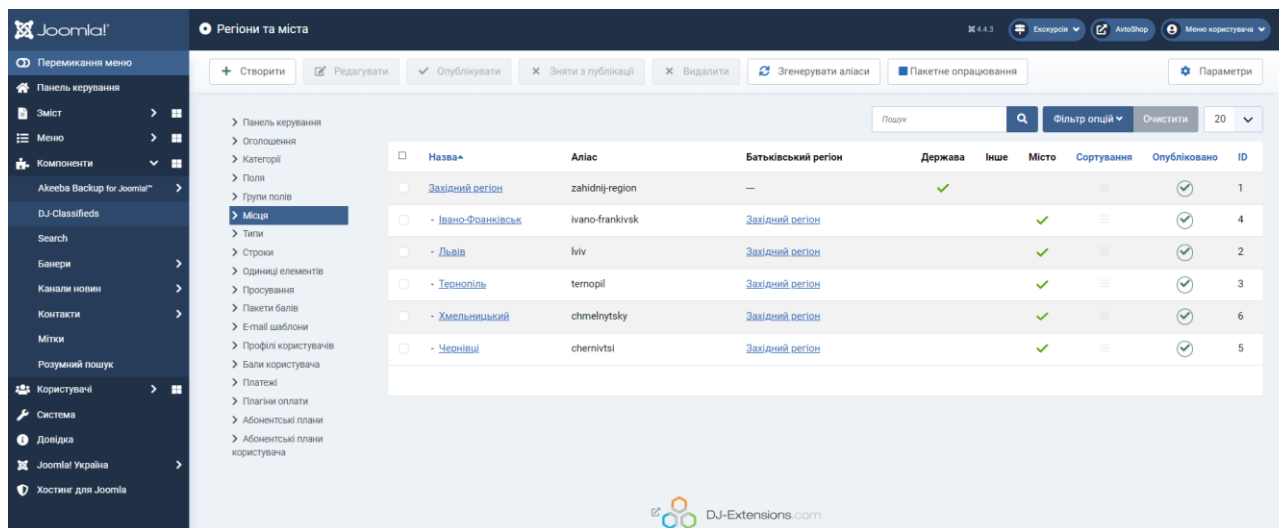 Joomla!
Регіони та міста
4.4.3
Екскурсія
AvtoShop
Меню користувача
Перемикання меню
Панель керування
Зміст
Меню
Компоненти
Akeeba Backup for Joomla!™
DJ-Classifieds
Search
Банери
Канали новин
Контакти
Мітки
Розумний пошук
Користувачі
Система
Довідка
Joomla! Україна
Хостинг для Joomla
Створити
Редагувати
Опублікувати
Зняти з публікації
Видалити
Згенерувати аліаси
Пакетне опрацювання
Параметри
Панель керування
Оголошення
Категорії
Поля
Групи полів
Місця
Типи
Строки
Одиниці елементів
Просування
Пакети балів
E-mail шаблони
Профілі користувачів
Бали користувача
Платежі
Плагіни оплати
Абонентські плани
Абонентські плани
користувача
Пошук
Фільтр опцій
Очистити
20
Назва Аліас Батьківський регіон Держава Інше Місто Сортування Опубліковано ID
Західний регіон zahidnij-region --- 1
- Івано-Франківськ ivano-frankivsk Західний регіон 4
- Львів lviv Західний регіон 2
- Тернопіль ternopil Західний регіон 3
- Хмельницький chmelnytsky Західний регіон 6
- Чернівці chernivtsi Західний регіон 5
DJ-Extensions.com